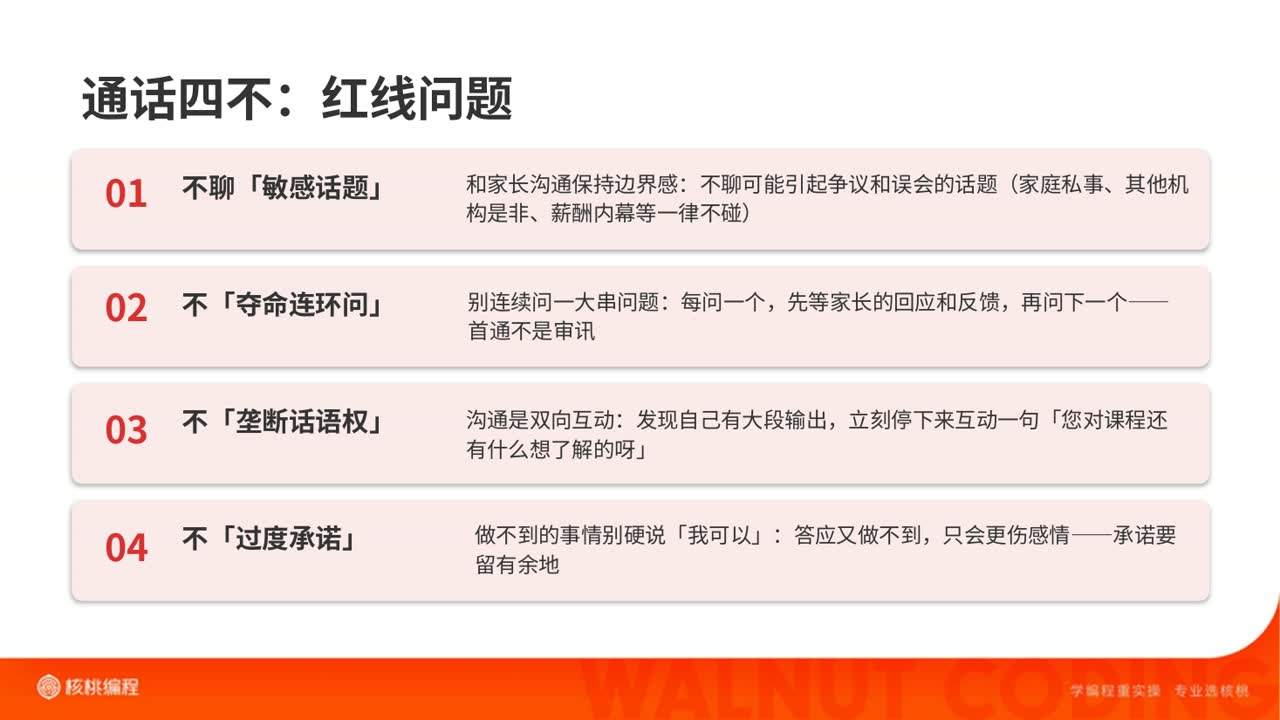 通话四不：红线问题
01
不聊「敏感话题」
和家长沟通保持边界感：不聊可能引起争议和误会的话题（家庭私事、其他机
构是非、薪酬内幕等一律不碰）
02
不「夺命连环问」
别连续问一大串问题：每问一个，先等家长的回应和反馈，再问下一个——
首通不是审讯
03
不「垄断话语权」
沟通是双向互动：发现自己有大段输出，立刻停下来互动一句「您对课程还
有什么想了解的呀」
04
不「过度承诺」
做不到的事情别硬说「我可以」：答应又做不到，只会更伤感情——承诺要
留有余地
核桃编程
WALNUT CODING
学编程重实操 专业选核桃